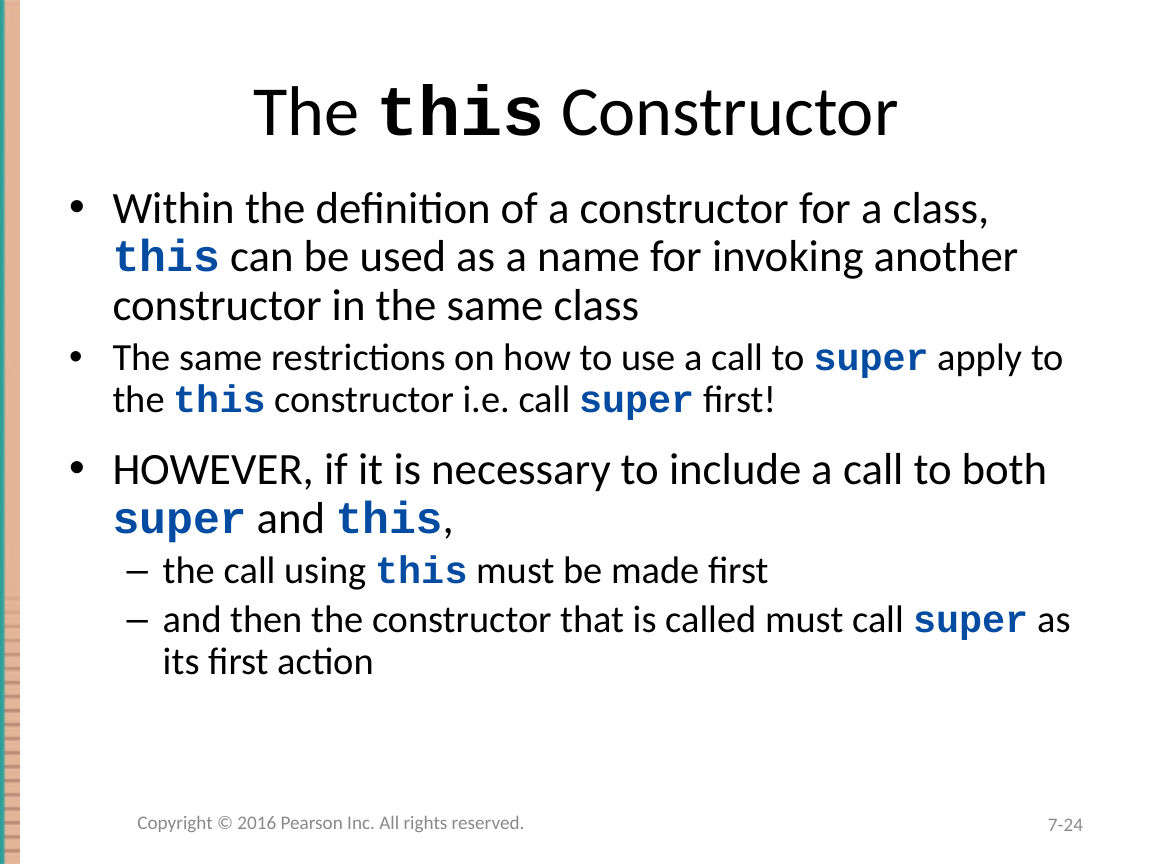 The this Constructor
• Within the definition of a constructor for a class,
this can be used as a name for invoking another
constructor in the same class
• The same restrictions on how to use a call to super apply to
the this constructor i.e. call super first!
• HOWEVER, if it is necessary to include a call to both
super and this,
– the call using this must be made first
– and then the constructor that is called must call super as
its first action
Copyright © 2016 Pearson Inc. All rights reserved.
7-24